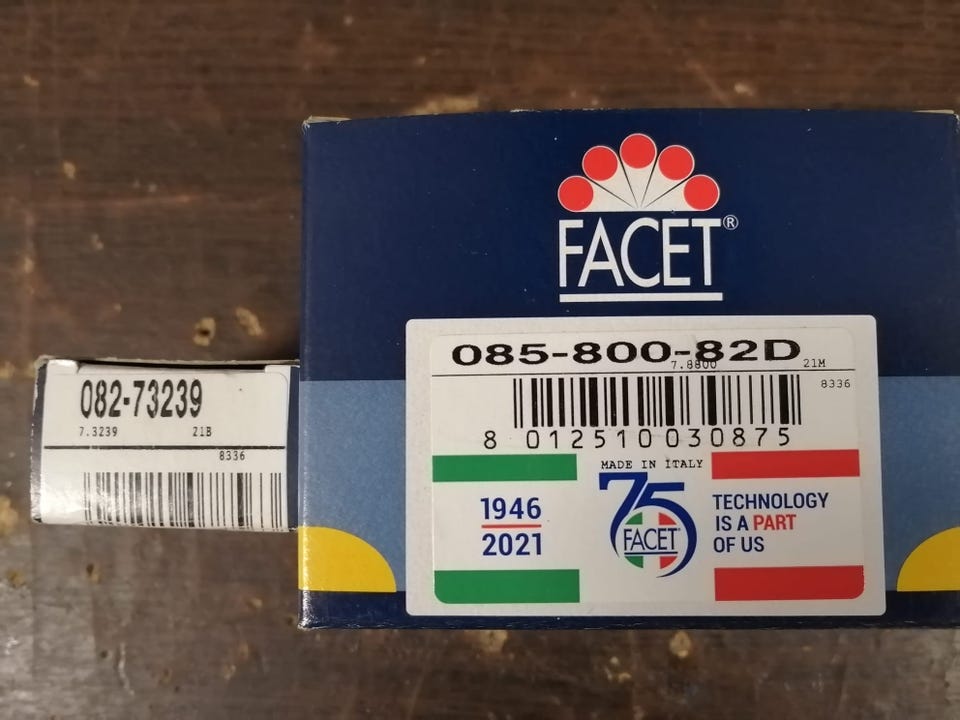 FACET®
085-800-82D
7.8800 21M
8336
8 012510 030875
MADE IN ITALY
1946
2021
75
FACET
TECHNOLOGY
IS A PART
OF US
082-73239
7.3239 21B
8336